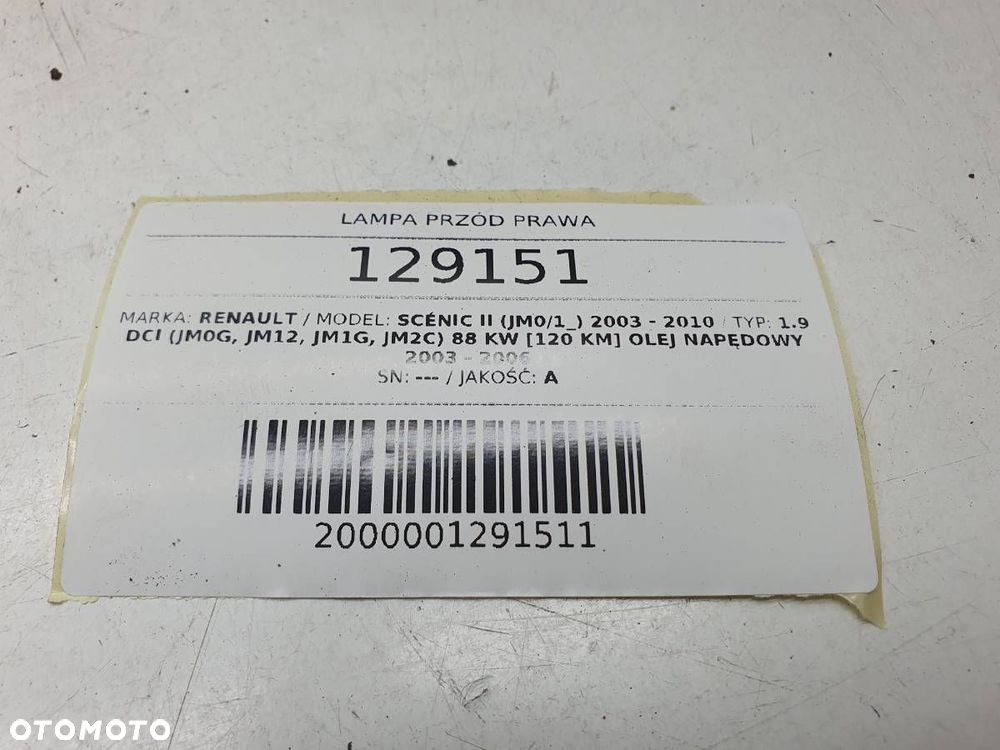 LAMPA PRZÓD PRAWA
129151
MARKA: RENAULT / MODEL: SCÉNIC II (JM0/1_) 2003 - 2010 / TYP: 1.9
DCI (JM0G, JM12, JM1G, JM2C) 88 KW [120 KM] OLEJ NAPĘDOWY
2003 - 2006
SN: --- / JAKOŚĆ: A
2000001291511
OTOMOTO